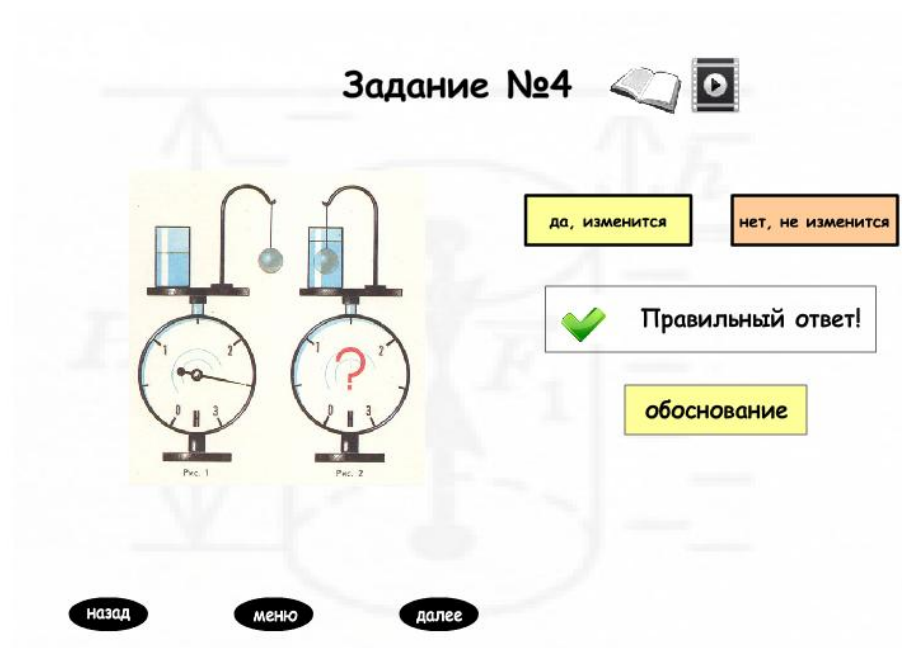 Задание №4
да, изменится
нет, не изменится
Правильный ответ!
обоснование
1 2
0 Н 3
Рис. 1
1 2
?
0 Н 3
Рис. 2
H
h
F1
назад
меню
далее